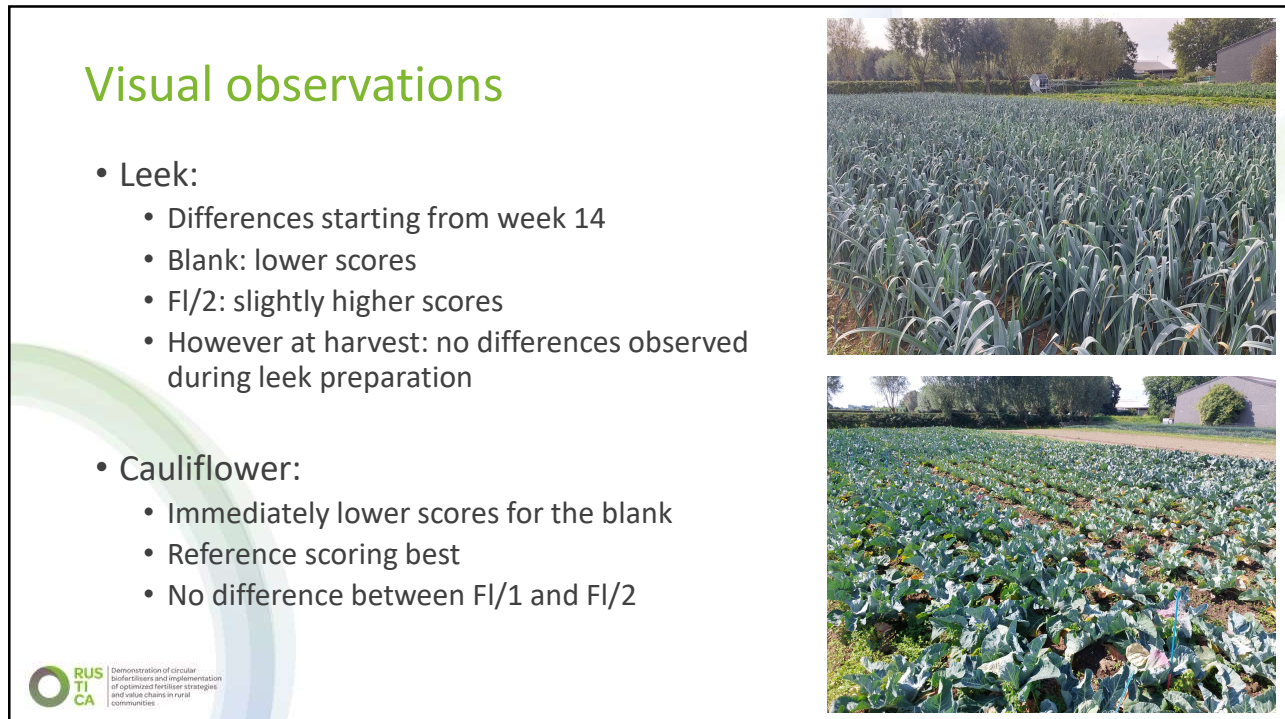 Visual observations
• Leek:
• Differences starting from week 14
• Blank: lower scores
• Fl/2: slightly higher scores
• However at harvest: no differences observed
during leek preparation
• Cauliflower:
• Immediately lower scores for the blank
• Reference scoring best
• No difference between Fl/1 and Fl/2
RUS
TI
CA
Demonstration of circular
biofertilisers and implementation
of optimized fertiliser strategies
and value chains in rural
communities